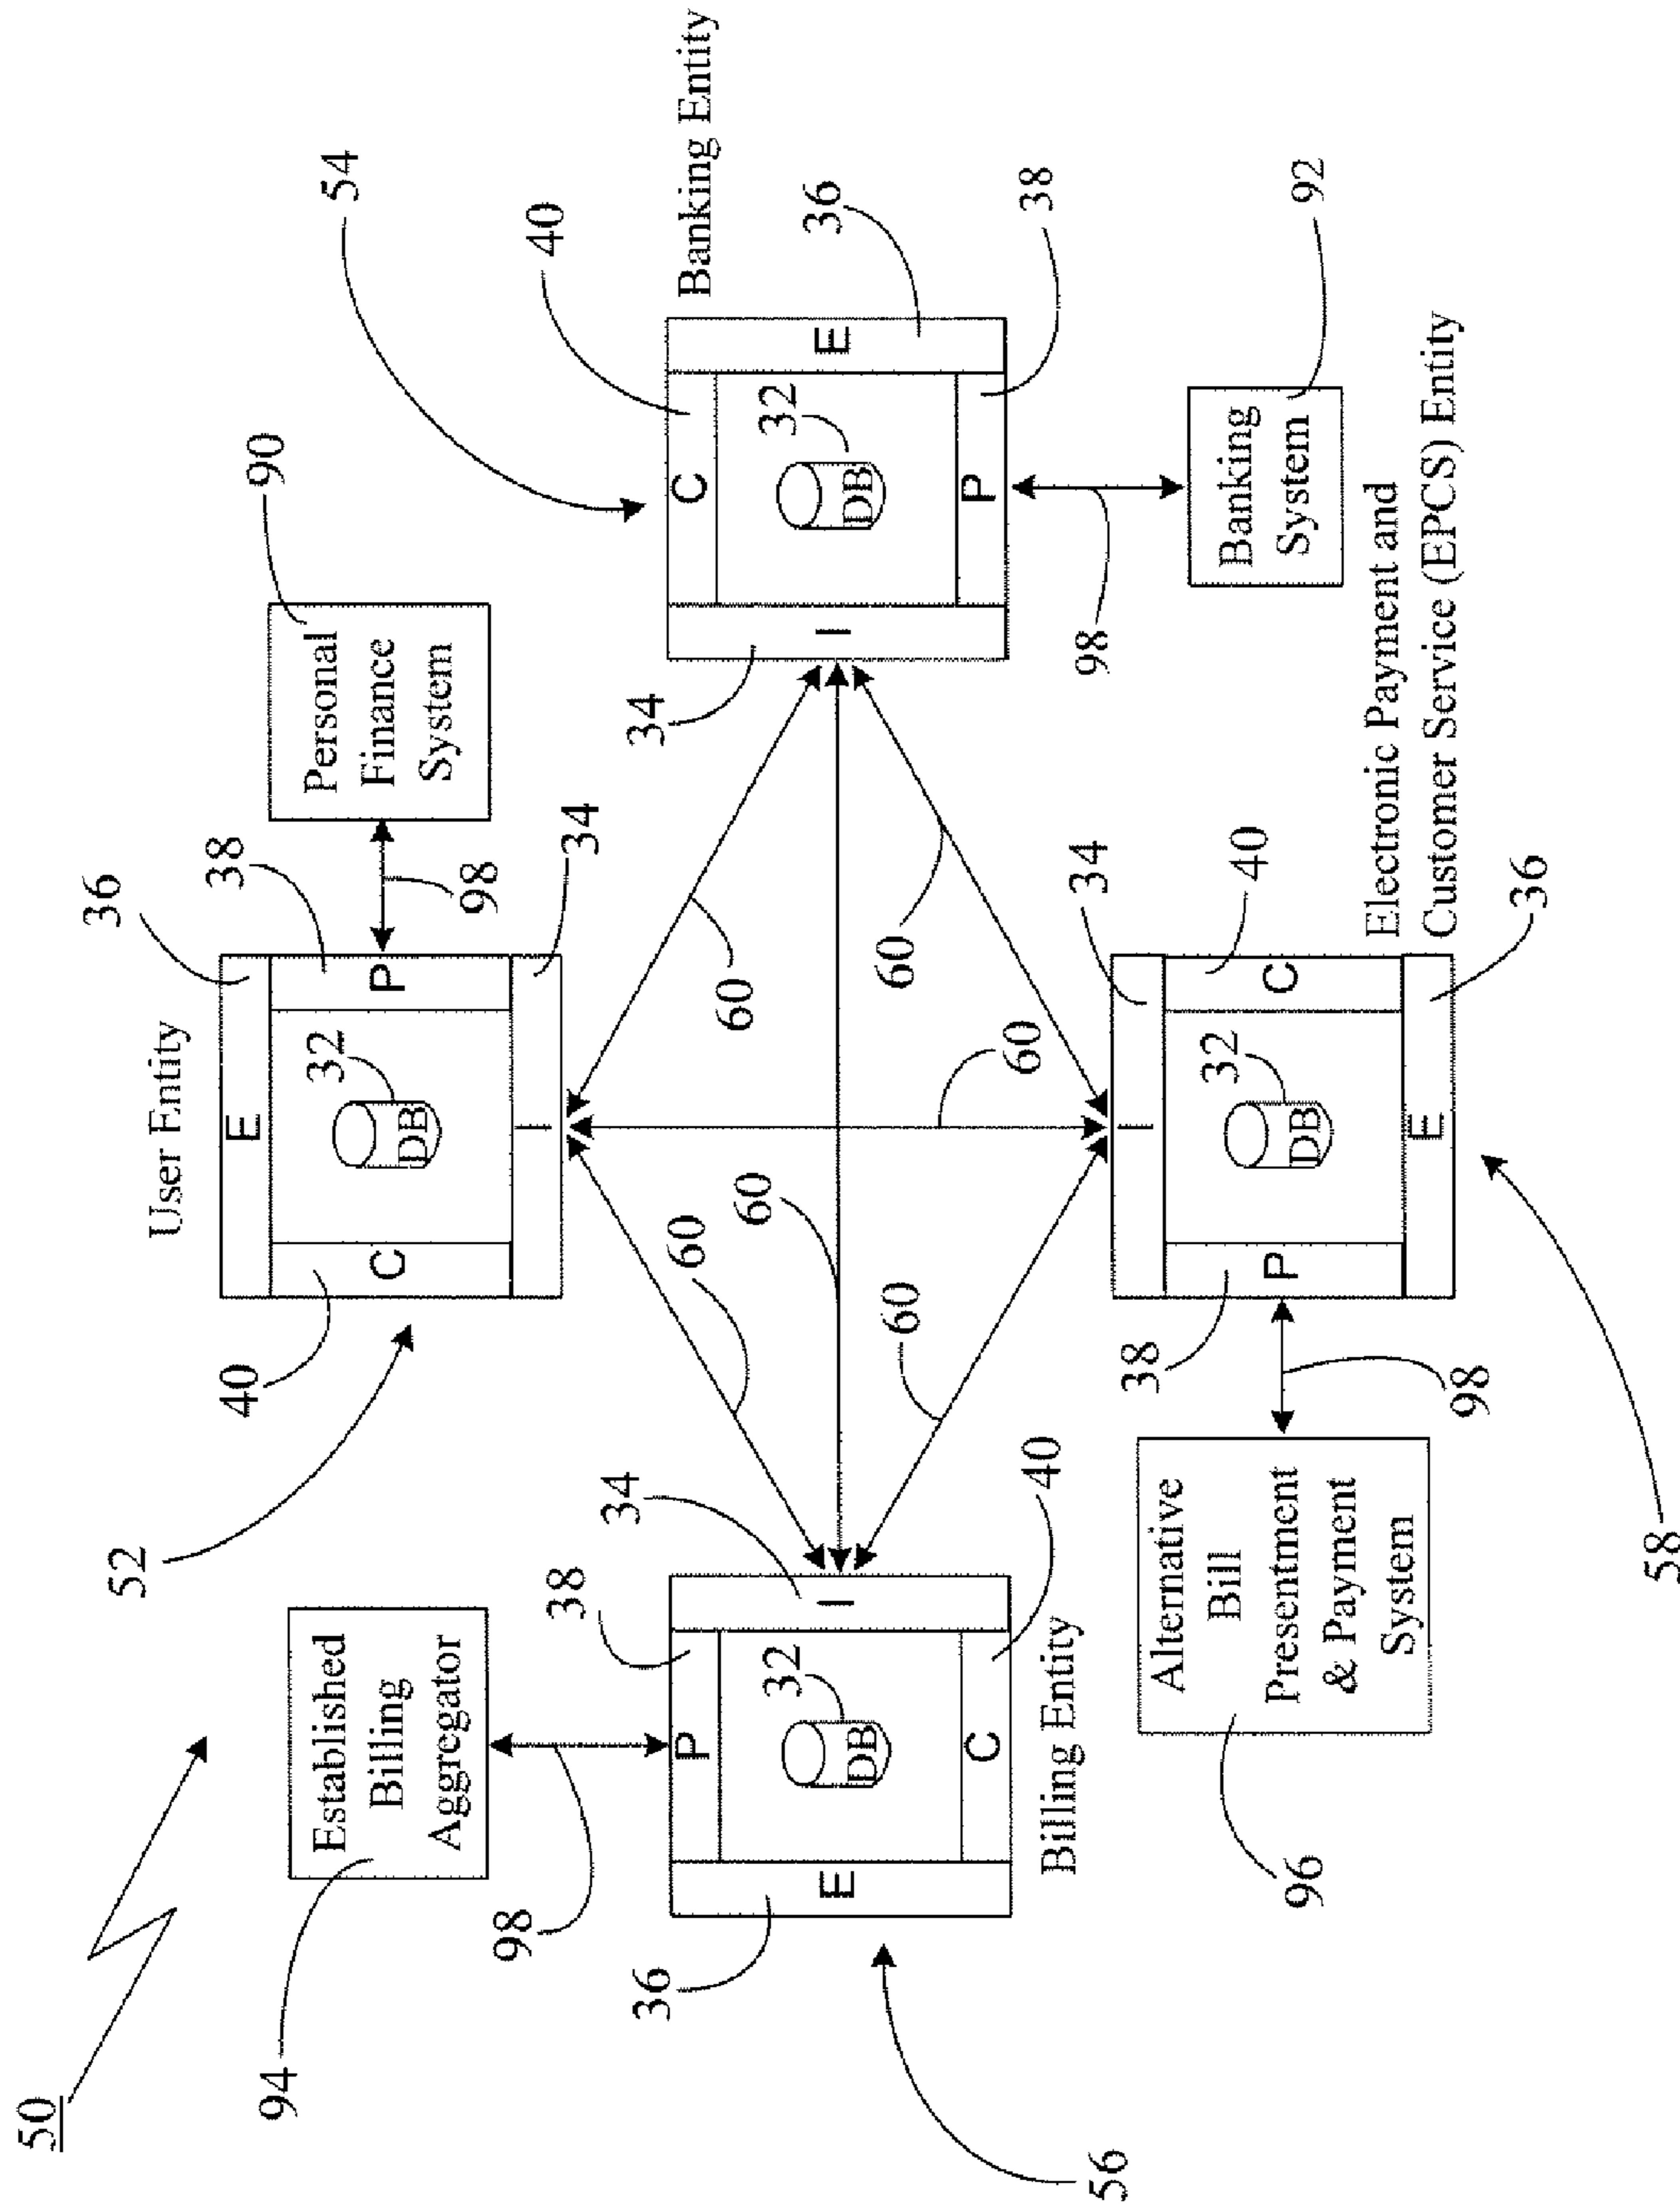 50
94
Established
Billing
Aggregator
98
52
User Entity
36
E
40
C
32
DB
P
38
I
34
98
90
Personal
Finance
System
54
Banking Entity
40
C
34
I
32
DB
E
36
P
38
98
Banking
System
92
36
E
38
P
34
I
32
DB
C
40
Billing Entity
56
60
60
60
60
60
60
34
I
38
P
32
DB
C
40
E
36
Electronic Payment and
Customer Service (EPCS) Entity
58
98
Alternative
Bill
Presentment
& Payment
System
96